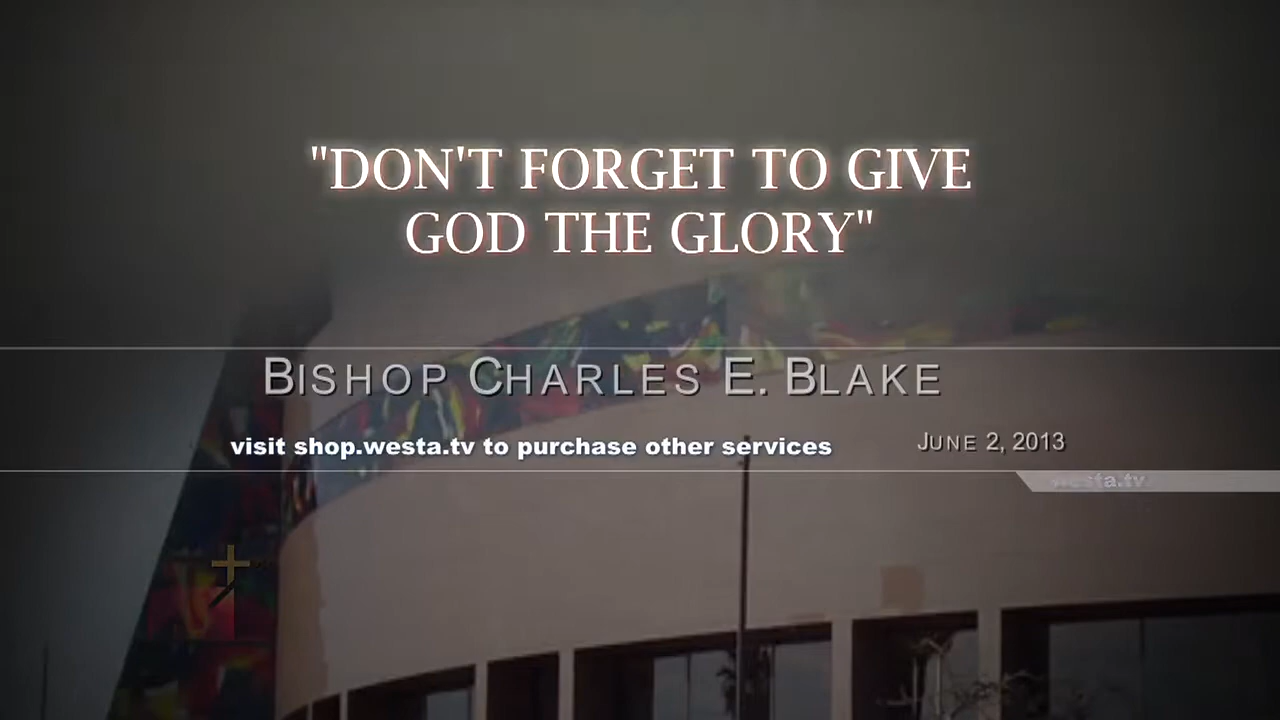 "DON'T FORGET TO GIVE
GOD THE GLORY"
BISHOP CHARLES E. BLAKE
visit shop.westa.tv to purchase other services
JUNE 2, 2013
westa.tv